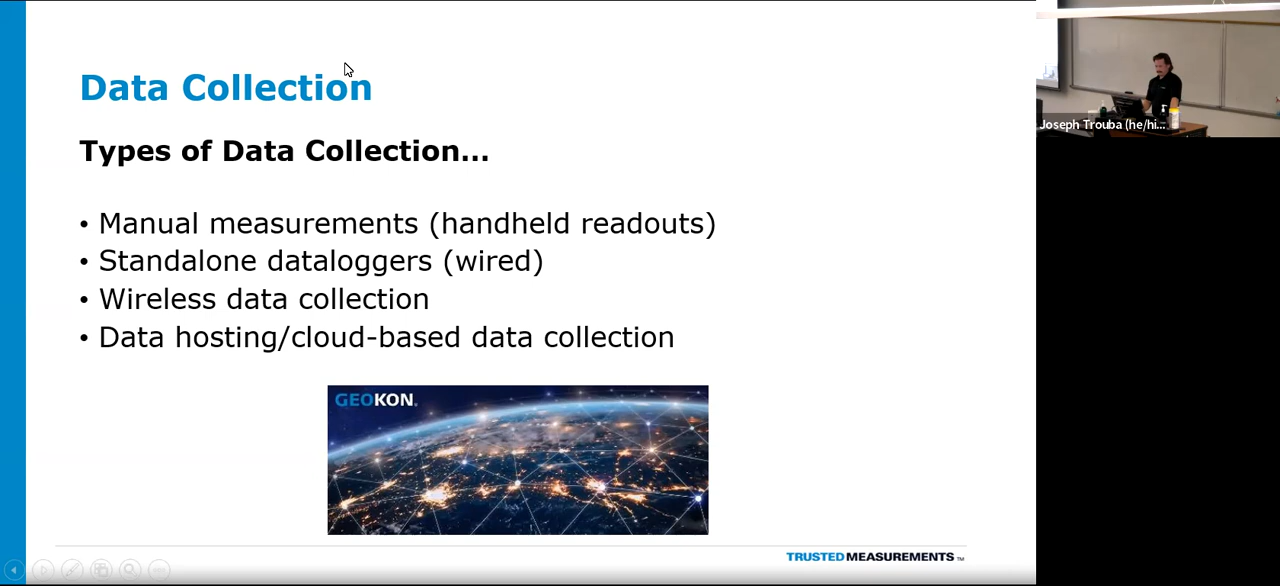 Data Collection
Types of Data Collection...
• Manual measurements (handheld readouts)
• Standalone dataloggers (wired)
• Wireless data collection
• Data hosting/cloud-based data collection
GEOKON®
TRUSTED MEASUREMENTS™
Joseph Trouba (he/hi...